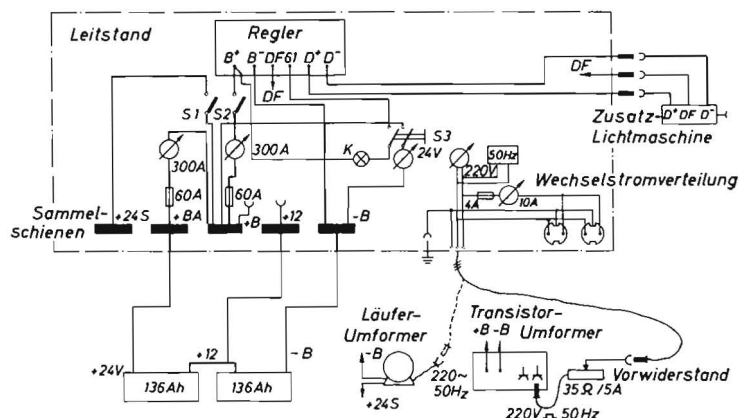 Leitstand
Regler
B+ B- DF 61 D+ D-
DF
DF
S1
S2
K
S3
24V
300A
300A
60A
60A
220V
50Hz
4A
10A
Zusatz-
Lichtmaschine
D+ DF D-
Wechselstromverteilung
Sammel-
schienen
+24S
+BA
+B
+12
-B
Läufer-
Umformer
-B
+24S
Transistor-
Umformer
+B -B
220~
50Hz
+24V
+12
-B
136Ah
136Ah
Vorwiderstand
35Ω/5A
220V ⎍ 50Hz